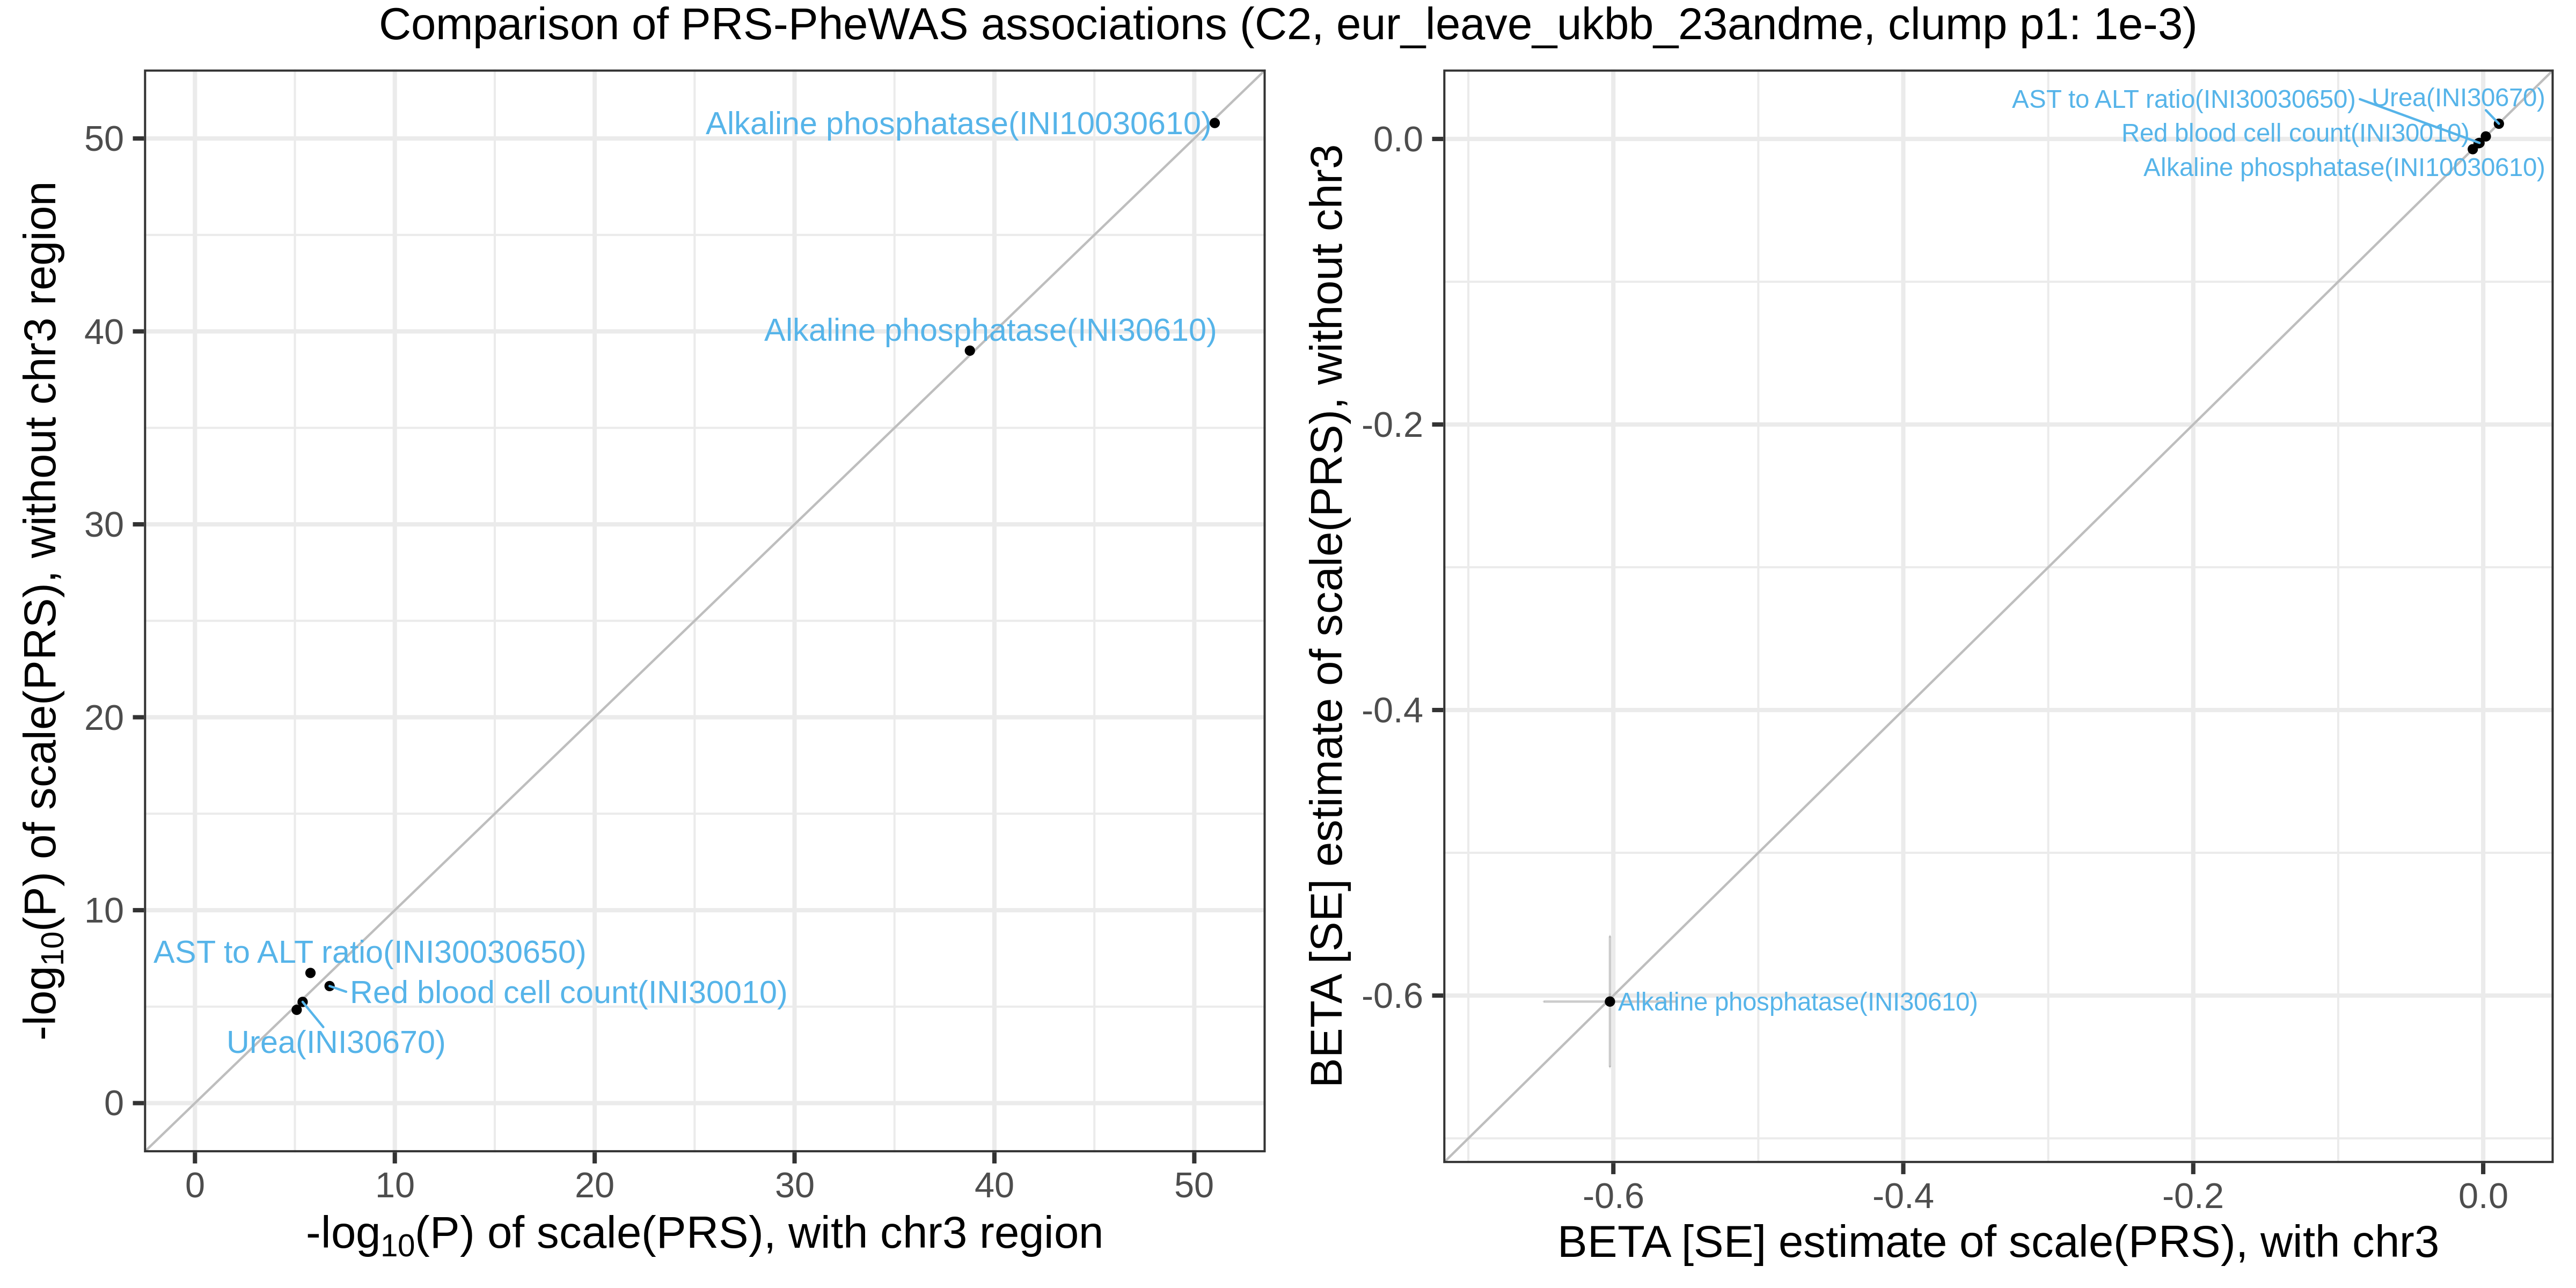 Comparison of PRS-PheWAS associations (C2, eur_leave_ukbb_23andme, clump p1: 1e-3)
-log10(P) of scale(PRS), without chr3 region
50
40
30
20
10
0
Alkaline phosphatase(INI10030610)
Alkaline phosphatase(INI30610)
AST to ALT ratio(INI30030650)
Red blood cell count(INI30010)
Urea(INI30670)
0 10 20 30 40 50
-log10(P) of scale(PRS), with chr3 region
BETA [SE] estimate of scale(PRS), without chr3
0.0
-0.2
-0.4
-0.6
AST to ALT ratio(INI30030650)
Urea(INI30670)
Red blood cell count(INI30010)
Alkaline phosphatase(INI10030610)
Alkaline phosphatase(INI30610)
-0.6 -0.4 -0.2 0.0
BETA [SE] estimate of scale(PRS), with chr3